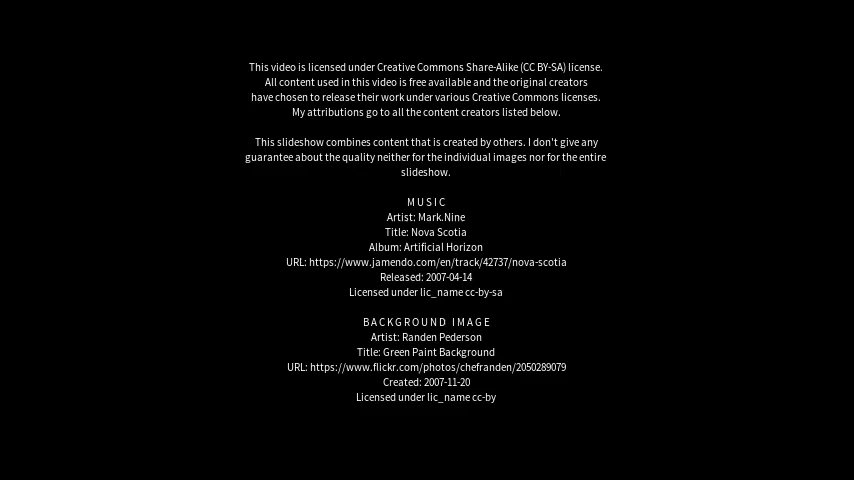 This video is licensed under Creative Commons Share-Alike (CC BY-SA) license.
All content used in this video is free available and the original creators
have chosen to release their work under various Creative Commons licenses.
My attributions go to all the content creators listed below.
This slideshow combines content that is created by others. I don't give any
guarantee about the quality neither for the individual images nor for the entire
slideshow.
MUSIC
Artist: Mark.Nine
Title: Nova Scotia
Album: Artificial Horizon
URL: https://www.jamendo.com/en/track/42737/nova-scotia
Released: 2007-04-14
Licensed under lic_name cc-by-sa
BACKGROUND IMAGE
Artist: Randen Pederson
Title: Green Paint Background
URL: https://www.flickr.com/photos/chefranden/2050289079
Created: 2007-11-20
Licensed under lic_name cc-by